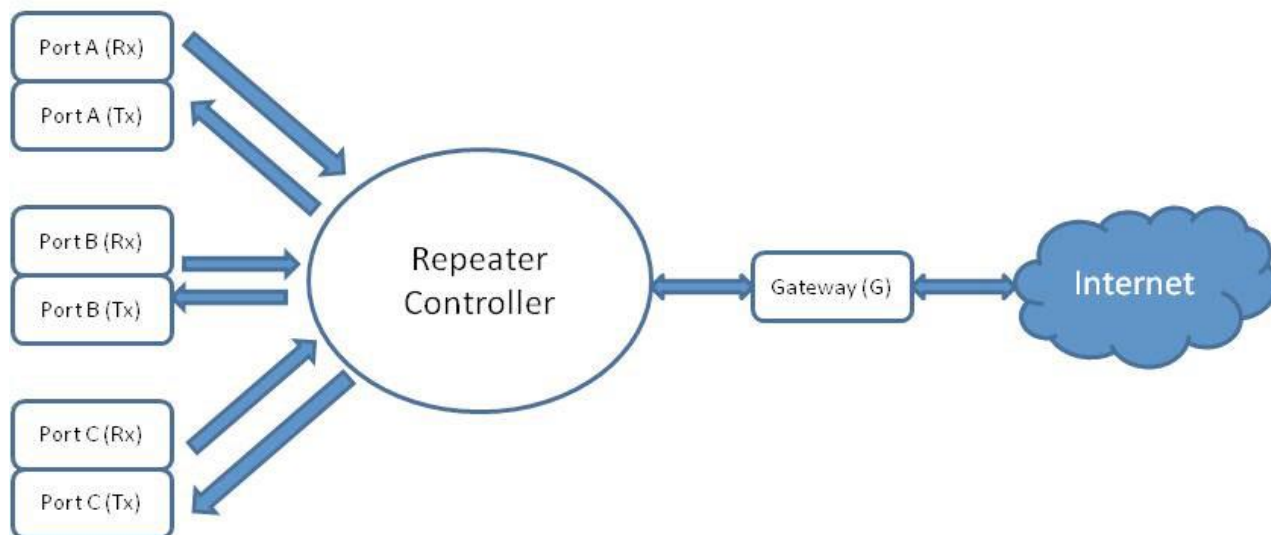 Port A (Rx)
Port A (Tx)
Port B (Rx)
Port B (Tx)
Port C (Rx)
Port C (Tx)
Repeater
Controller
Gateway (G)
Internet